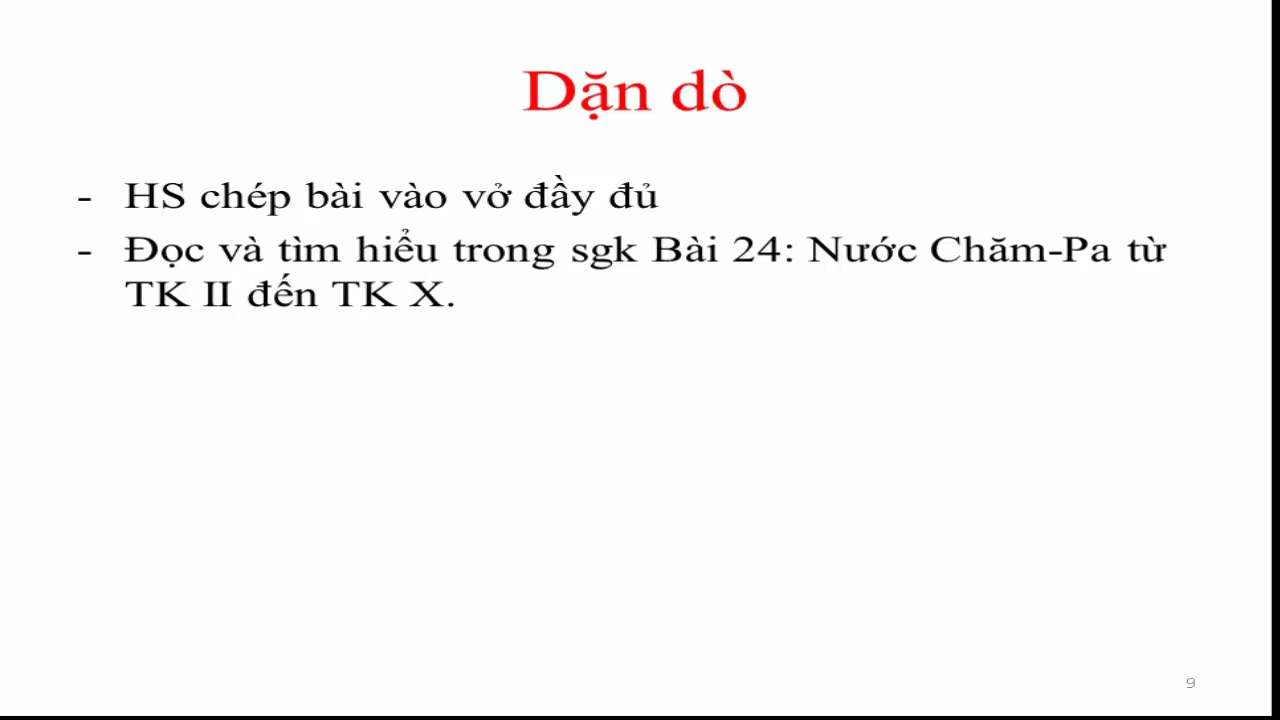 Dặn dò
- HS chép bài vào vở đầy đủ
- Đọc và tìm hiểu trong sgk Bài 24: Nước Chăm-Pa từ
TK II đến TK X.
9